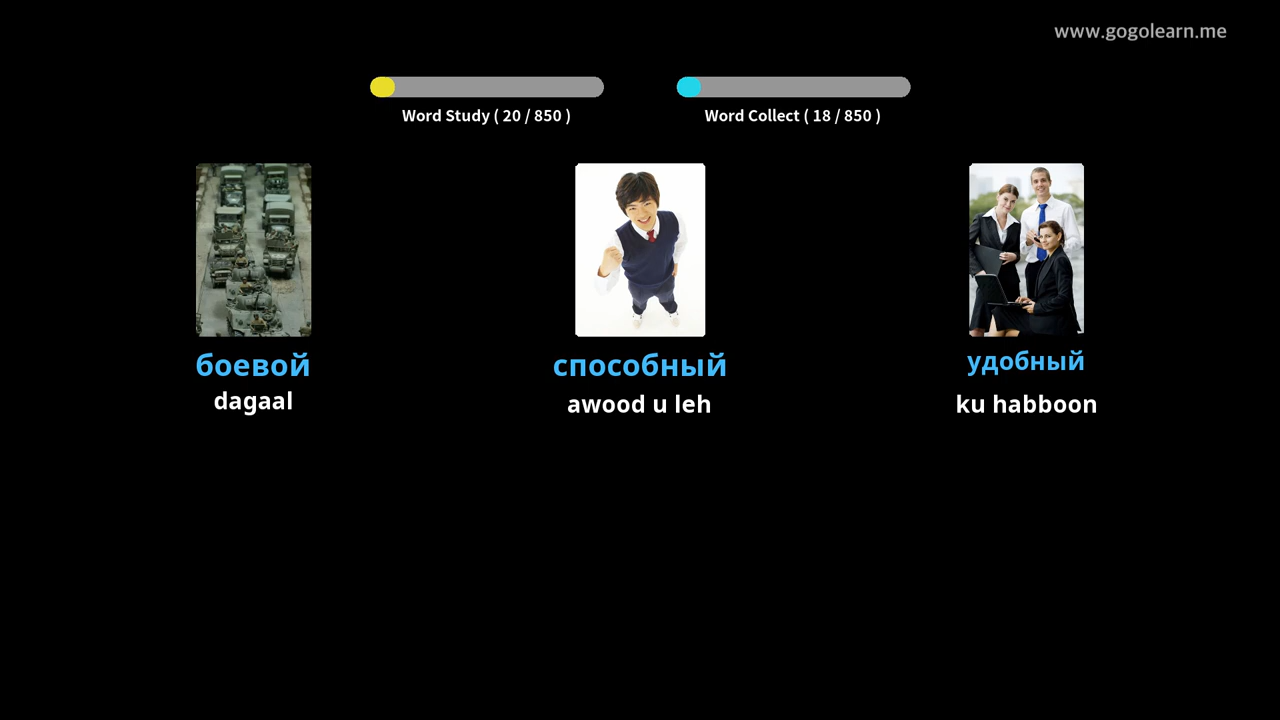 www.gogolearn.me
Word Study ( 20 / 850 )
Word Collect ( 18 / 850 )
боевой
способный
удобный
dagaal
awood u leh
ku habboon